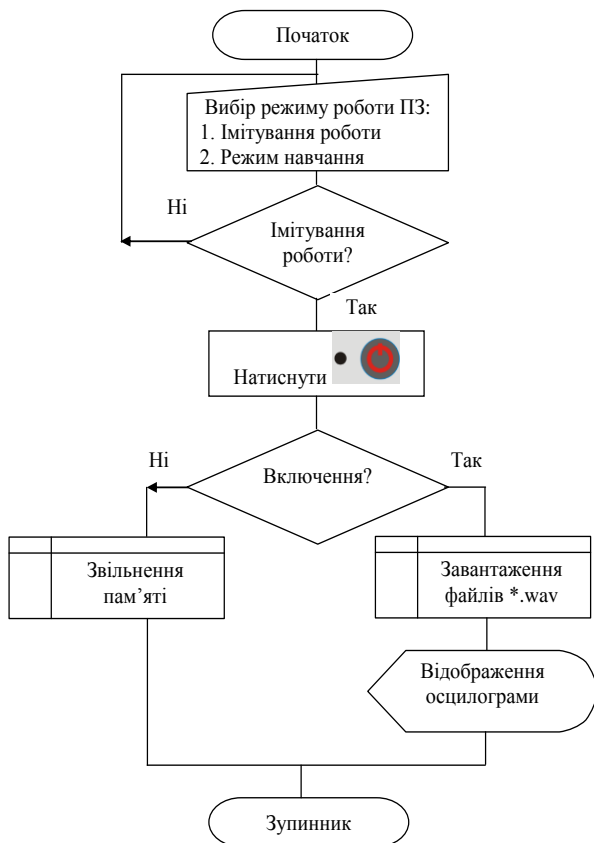 Початок
Вибір режиму роботи ПЗ:
1. Імітування роботи
2. Режим навчання
Ні
Імітування
роботи?
Так
Натиснути
Ні
Включення?
Так
Звільнення
пам’яті
Завантаження
файлів *.wav
Відображення
осцилограми
Зупинник